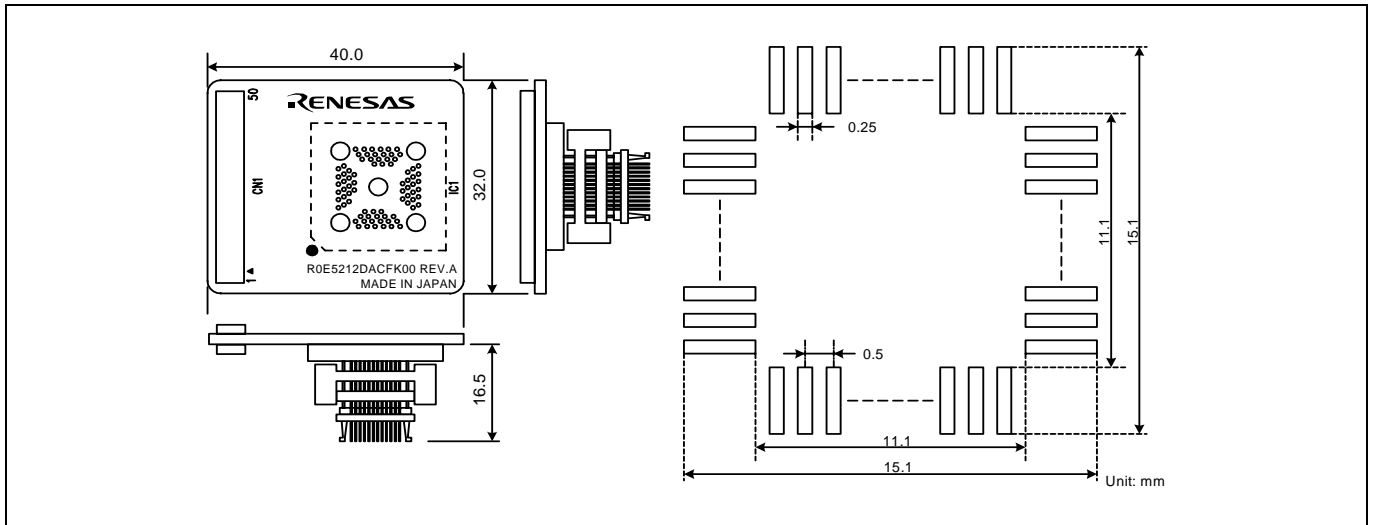 40.0
50
RENESAS
CN1
IC1
32.0
1
R0E5212DACFK00 REV.A
MADE IN JAPAN
16.5
0.25
11.1
15.1
0.5
11.1
15.1
Unit: mm